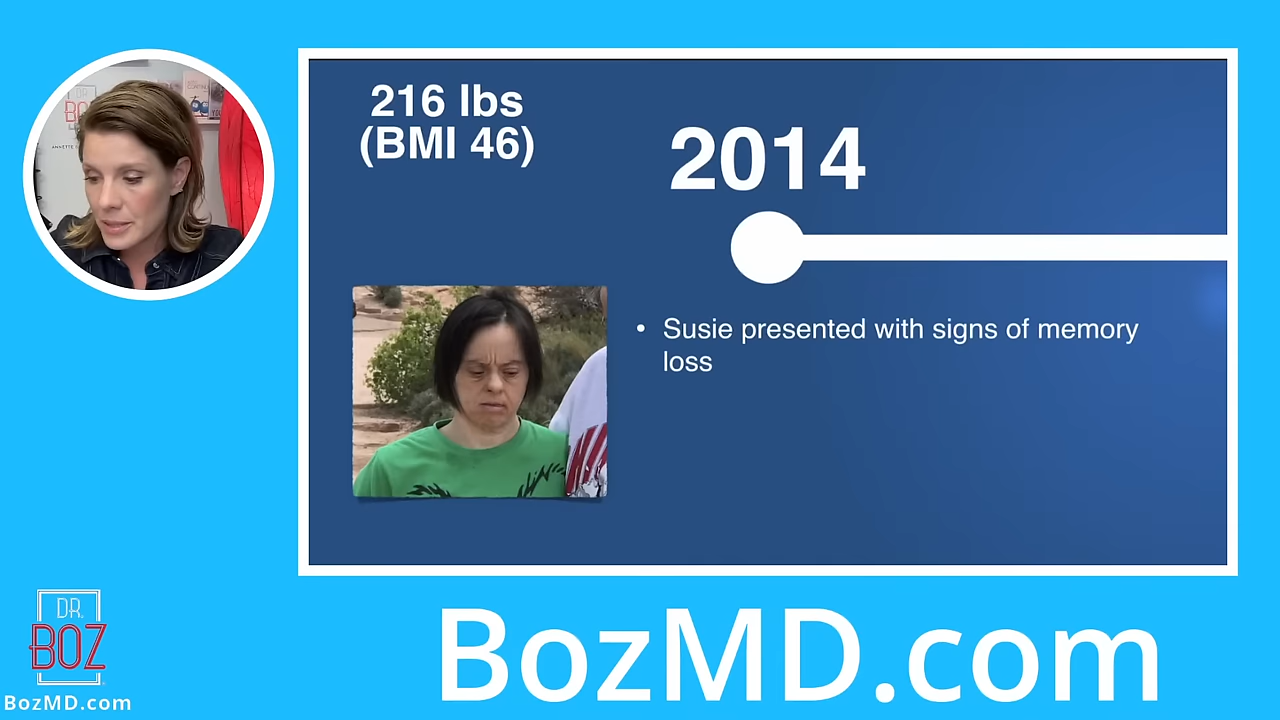 216 lbs
(BMI 46)
2014
• Susie presented with signs of memory
loss
DR.
BOZ
BozMD.com
BozMD.com